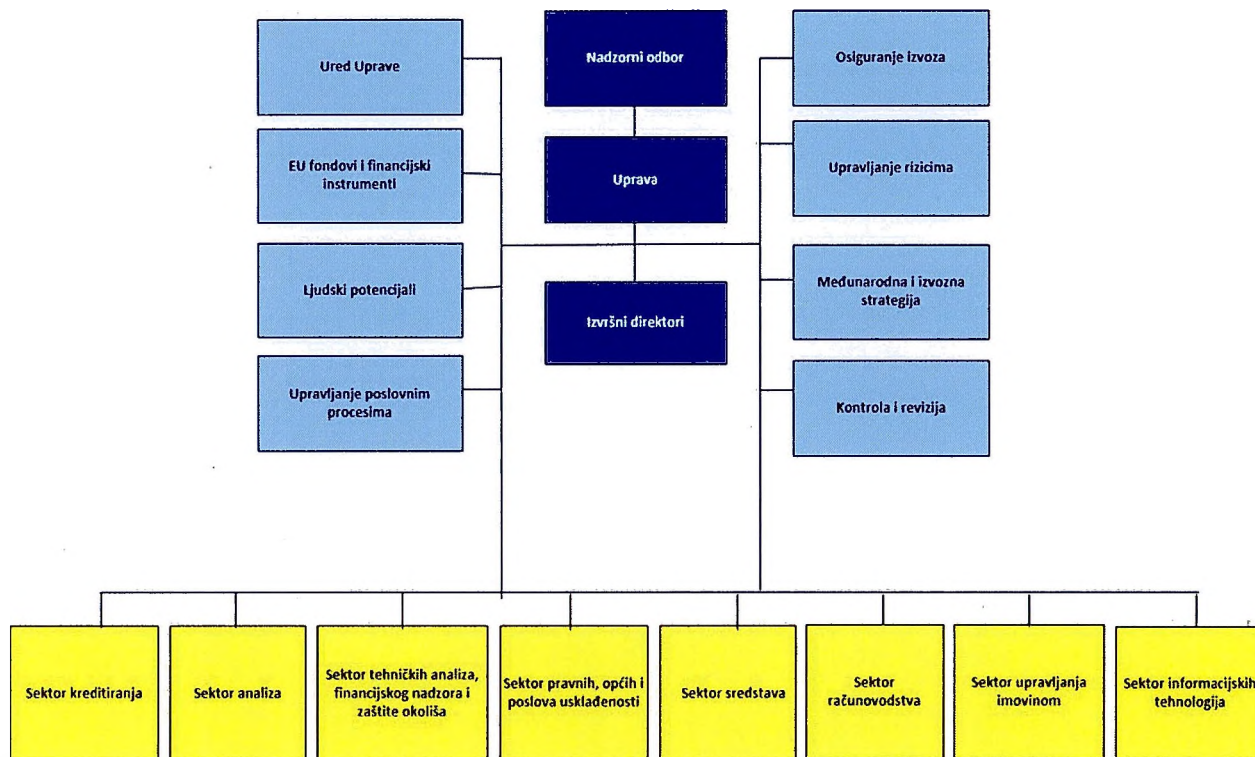 Ured Uprave
Nadzorni odbor
Osiguranje izvoza
EU fondovi i financijski
instrumenti
Uprava
Upravljanje rizicima
Ljudski potencijali
Izvršni direktori
Međunarodna i izvozna
strategija
Upravljanje poslovnim
procesima
Kontrola i revizija
Sektor kreditiranja
Sektor analiza
Sektor tehničkih analiza,
financijskog nadzora i
zaštite okoliša
Sektor pravnih, općih i
poslova usklađenosti
Sektor sredstava
Sektor
računovodstva
Sektor upravljanja
imovinom
Sektor informacijskih
tehnologija